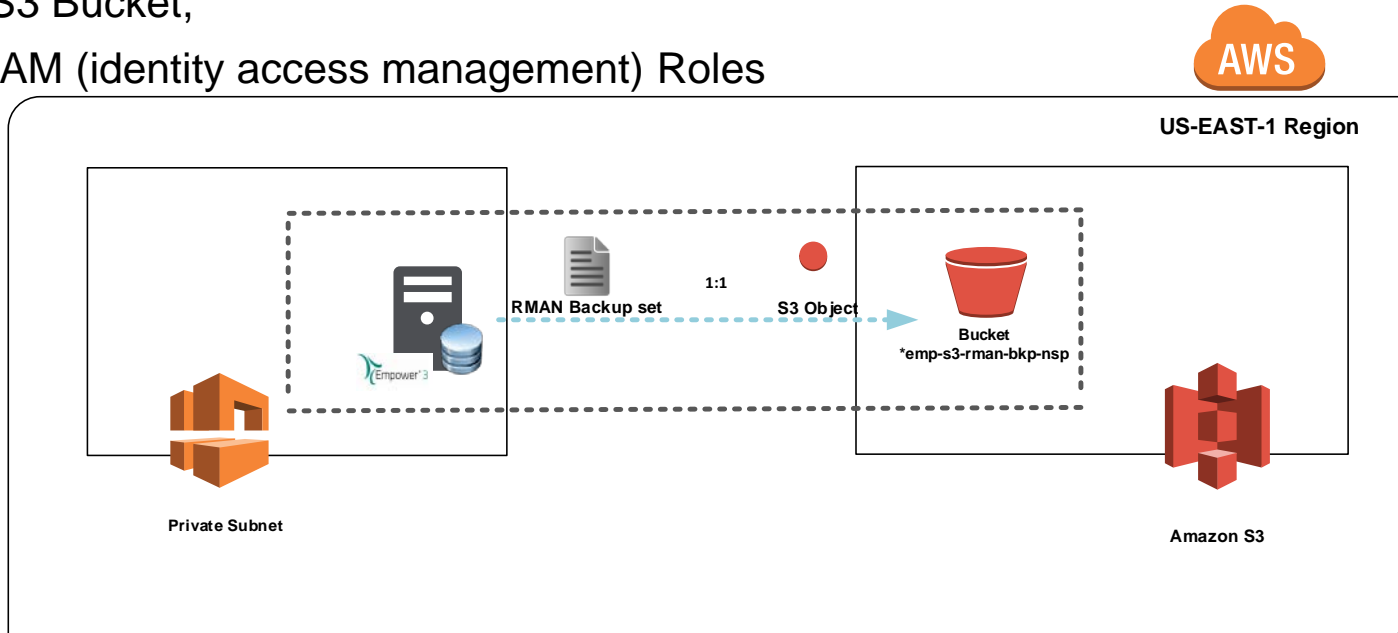 S3 Bucket,
AM (identity access management) Roles
AWS
US-EAST-1 Region
1:1
RMAN Backup set
S3 Object
Bucket
*emp-s3-rman-bkp-nsp
Empower 3
Private Subnet
Amazon S3